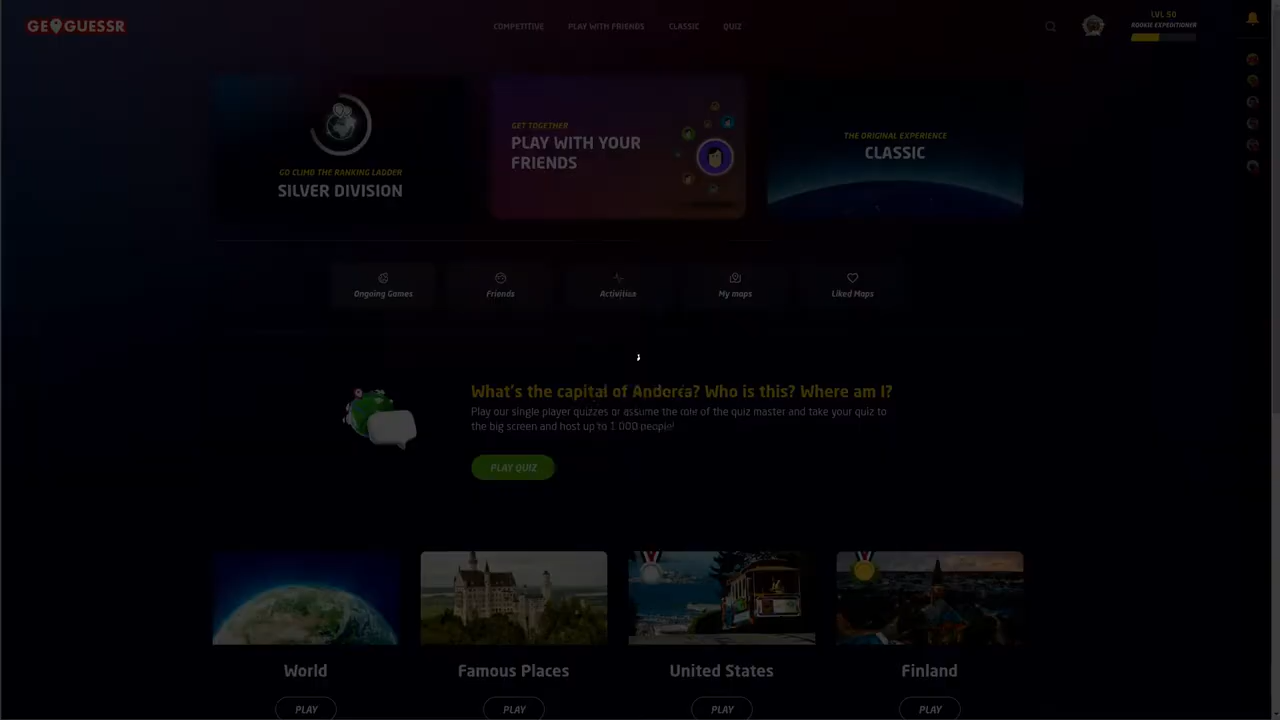 GEOGUESSR
COMPETITIVE
PLAY WITH FRIENDS
CLASSIC
QUIZ
LVL 50
ROOKIE EXPEDITIONER
GO CLIMB THE RANKING LADDER
SILVER DIVISION
GET TOGETHER
PLAY WITH YOUR
FRIENDS
THE ORIGINAL EXPERIENCE
CLASSIC
Ongoing Games
Friends
Activities
My maps
Liked Maps
What's the capital of Andorra? Who is this? Where am I?
Play our single player quizzes or assume the role of the quiz master and take your quiz to
the big screen and host up to 1 000 people!
PLAY QUIZ
World
Famous Places
United States
Finland
PLAY
PLAY
PLAY
PLAY